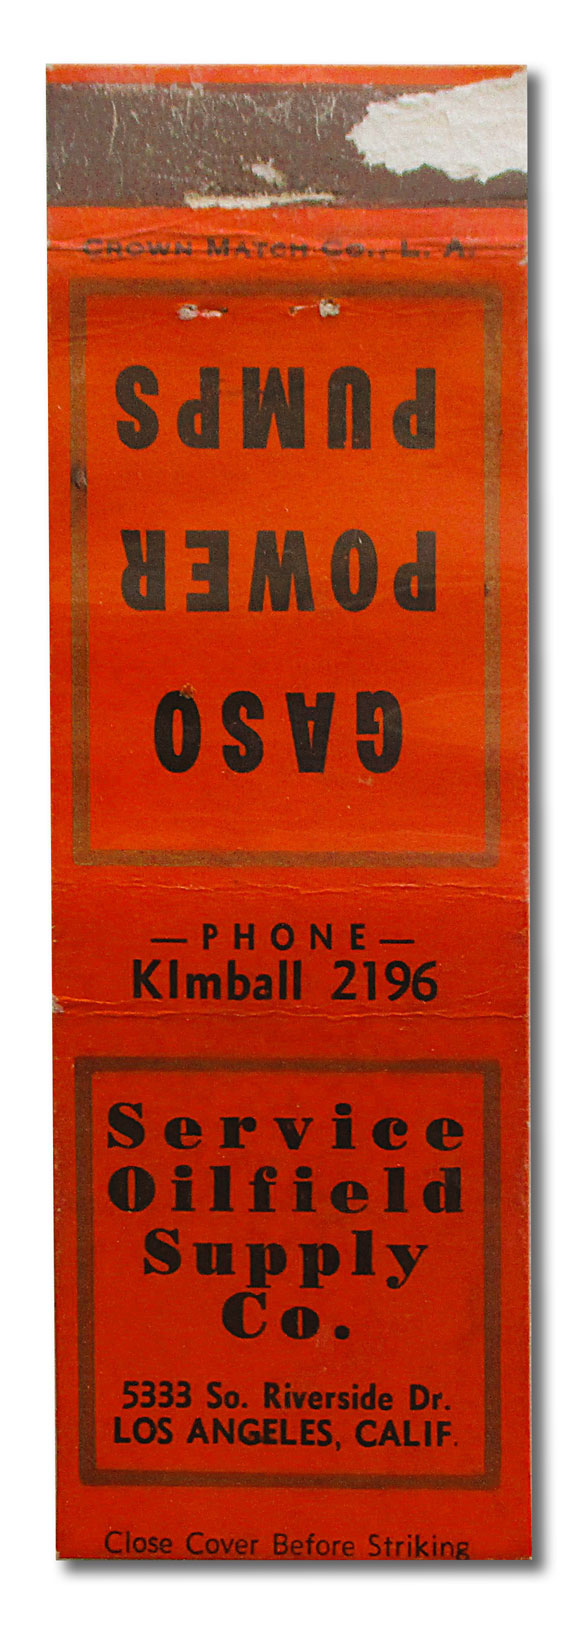 CROWN MATCH CO., L. A.
GASO
POWER
PUMPS
—PHONE—
KImball 2196
Service
Oilfield
Supply
Co.
5333 So. Riverside Dr.
LOS ANGELES, CALIF.
Close Cover Before Striking